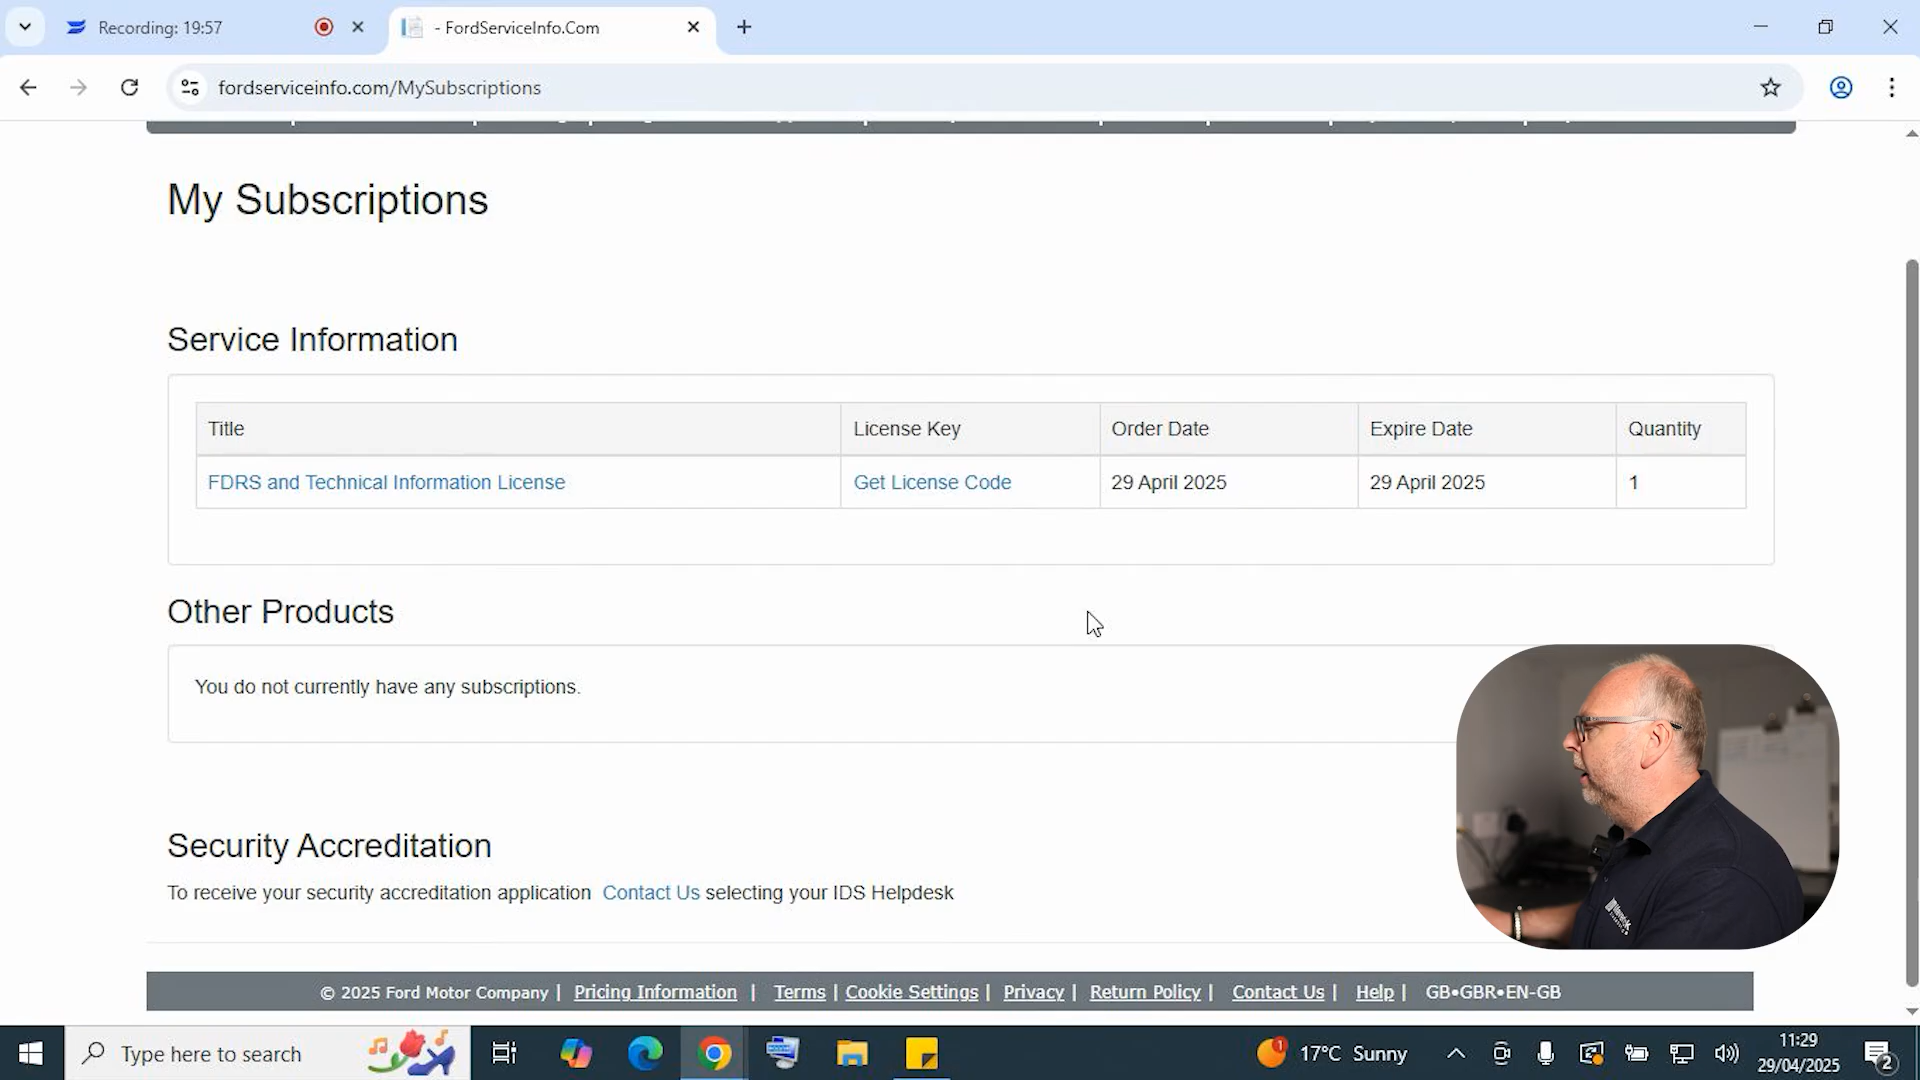 Recording: 19:57
- FordServiceInfo.Com
fordserviceinfo.com/MySubscriptions
My Subscriptions
Service Information
Title License Key Order Date Expire Date Quantity
FDRS and Technical Information License Get License Code 29 April 2025 29 April 2025 1
Other Products
You do not currently have any subscriptions.
Security Accreditation
To receive your security accreditation application Contact Us selecting your IDS Helpdesk
© 2025 Ford Motor Company | Pricing Information | Terms | Cookie Settings | Privacy | Return Policy | Contact Us | Help | GB•GBR•EN-GB
Type here to search
1
17°C Sunny
11:29
29/04/2025
2